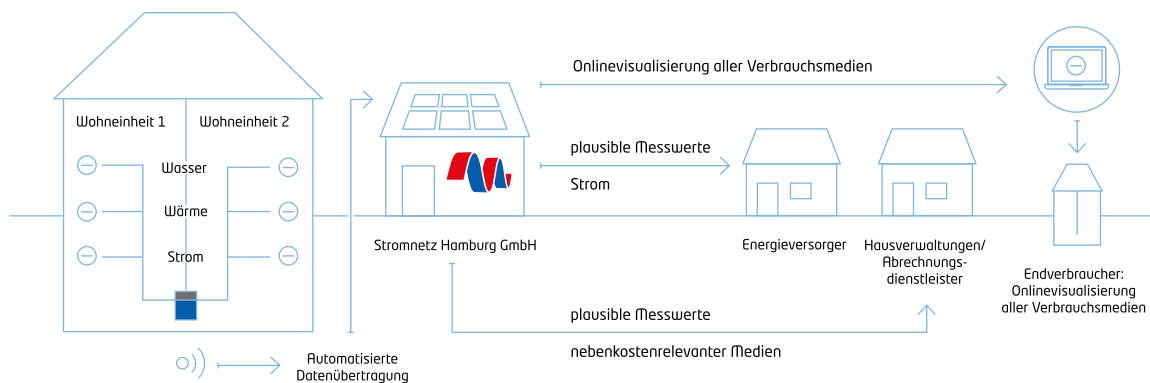 Wohneinheit 1
Wohneinheit 2
Wasser
Wärme
Strom
Automatisierte
Datenübertragung
Stromnetz Hamburg GmbH
Onlinevisualisierung aller Verbrauchsmedien
plausible Messwerte
Strom
Energieversorger
Hausverwaltungen/
Abrechnungs-
dienstleister
plausible Messwerte
nebenkostenrelevanter Medien
Endverbraucher:
Onlinevisualisierung
aller Verbrauchsmedien